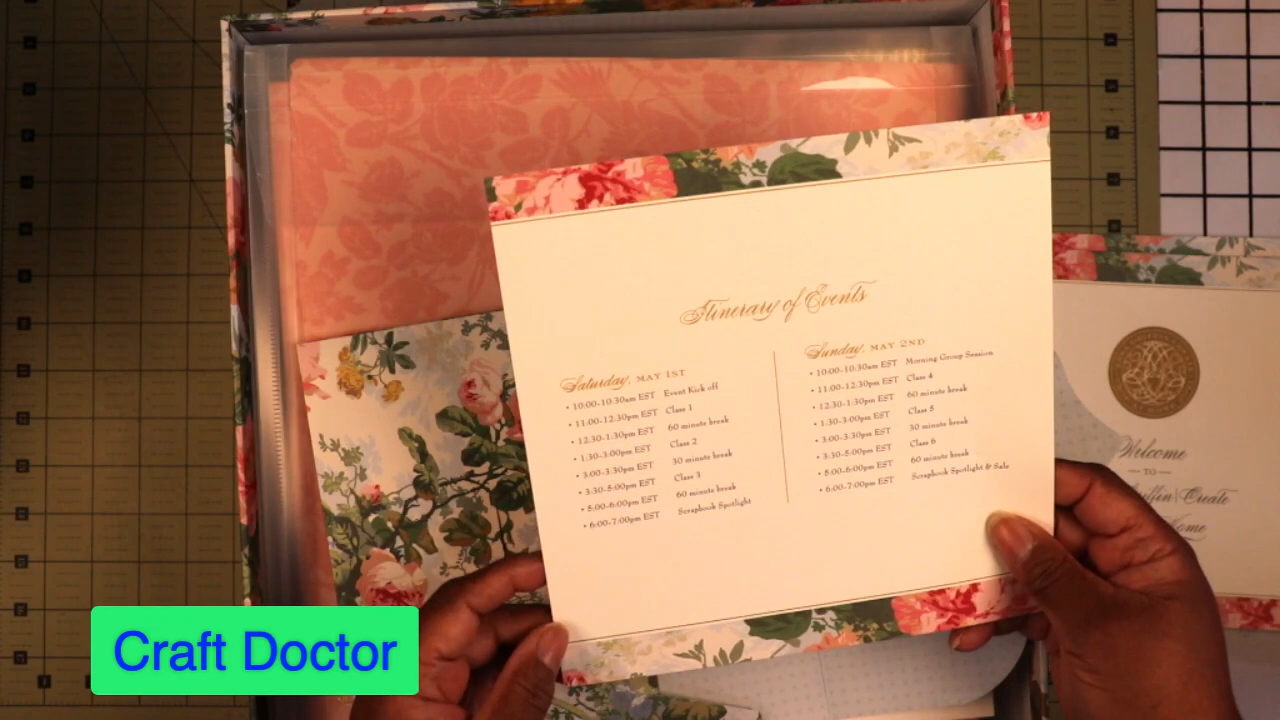 Itinerary of Events
Saturday, MAY 1ST
• 10:00-10:30am EST Event Kick off
• 11:00-12:30pm EST Class 1
• 12:30-1:30pm EST 60 minute break
• 1:30-3:00pm EST Class 2
• 3:00-3:30pm EST 30 minute break
• 3:30-5:00pm EST Class 3
• 5:00-6:00pm EST 60 minute break
• 6:00-7:00pm EST Scrapbook Spotlight
Sunday, MAY 2ND
• 10:00-10:30am EST Morning Group Session
• 11:00-12:30pm EST Class 4
• 12:30-1:30pm EST 60 minute break
• 1:30-3:00pm EST Class 5
• 3:00-3:30pm EST 30 minute break
• 3:30-5:00pm EST Class 6
• 5:00-6:00pm EST 60 minute break
• 6:00-7:00pm EST Scrapbook Spotlight & Sale
Welcome
— TO —
Create
Craft Doctor